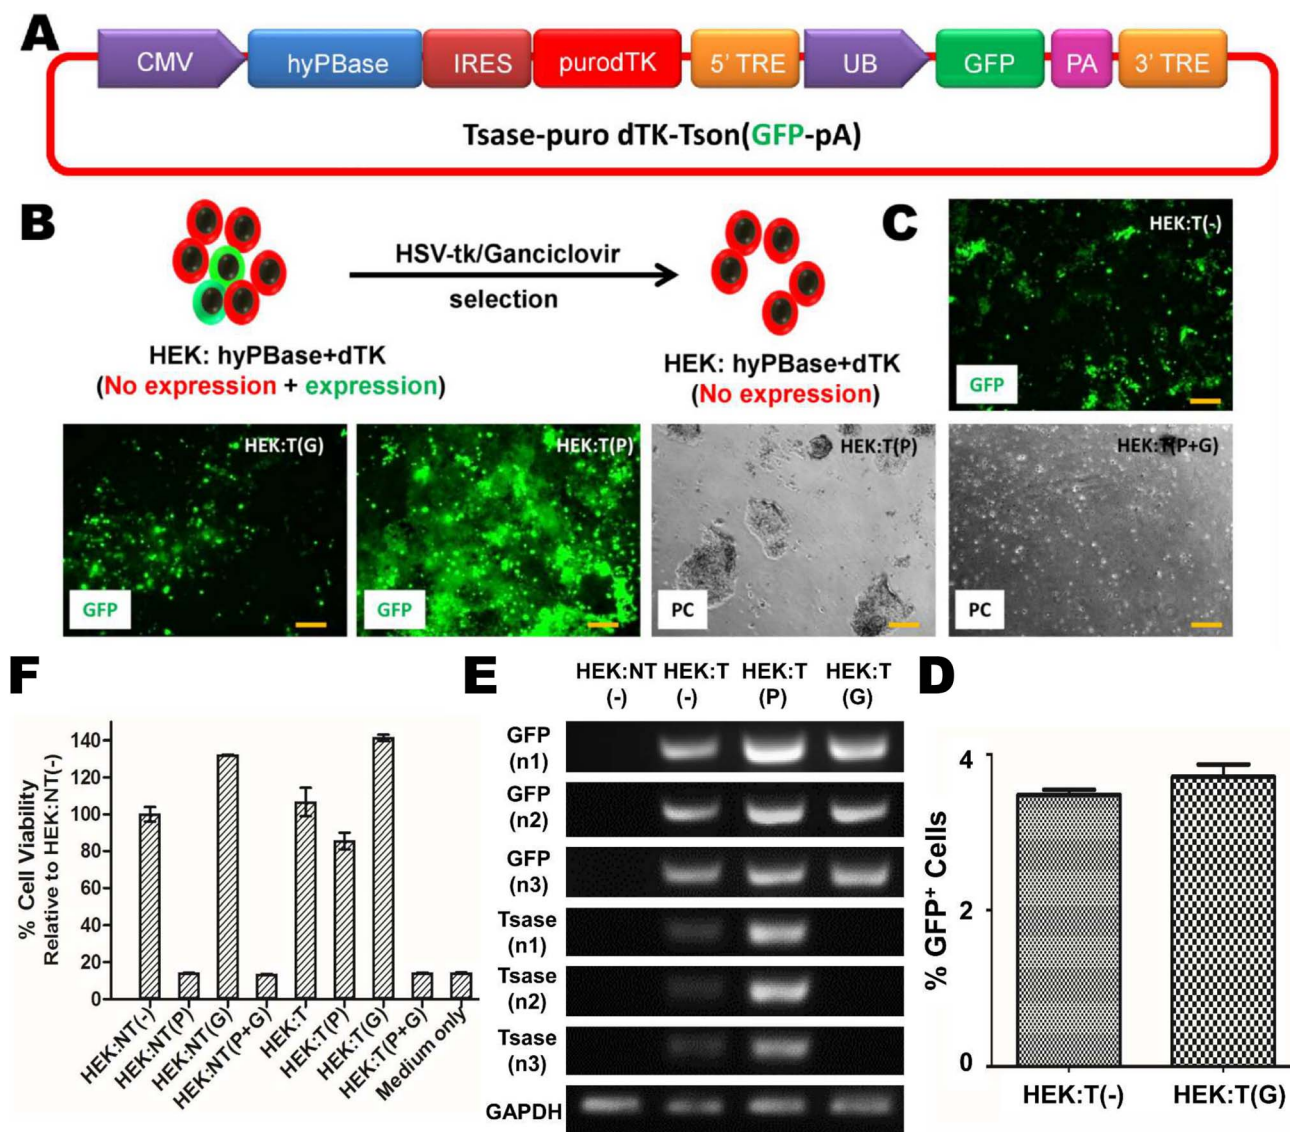 A
CMV
hyPBase
IRES
purodTK
5' TRE
UB
GFP
PA
3' TRE
Tsase-puro dTK-Tson(GFP-pA)
B
HSV-tk/Ganciclovir
selection
HEK: hyPBase+dTK
(No expression + expression)
HEK: hyPBase+dTK
(No expression)
C
HEK:T(-)
GFP
HEK:T(G)
GFP
HEK:T(P)
GFP
HEK:T(P)
PC
HEK:T(P+G)
PC
F
% Cell Viability
Relative to HEK:NT(-)
140
120
100
80
60
40
20
0
HEK:NT(-)
HEK:NT(P)
HEK:NT(G)
HEK:NT(P+G)
HEK:T
HEK:T(P)
HEK:T(G)
HEK:T(P+G)
Medium only
E
HEK:NT HEK:T HEK:T HEK:T
(-) (-) (P) (G)
GFP
(n1)
GFP
(n2)
GFP
(n3)
Tsase
(n1)
Tsase
(n2)
Tsase
(n3)
GAPDH
D
% GFP+ Cells
4
2
0
HEK:T(-)
HEK:T(G)